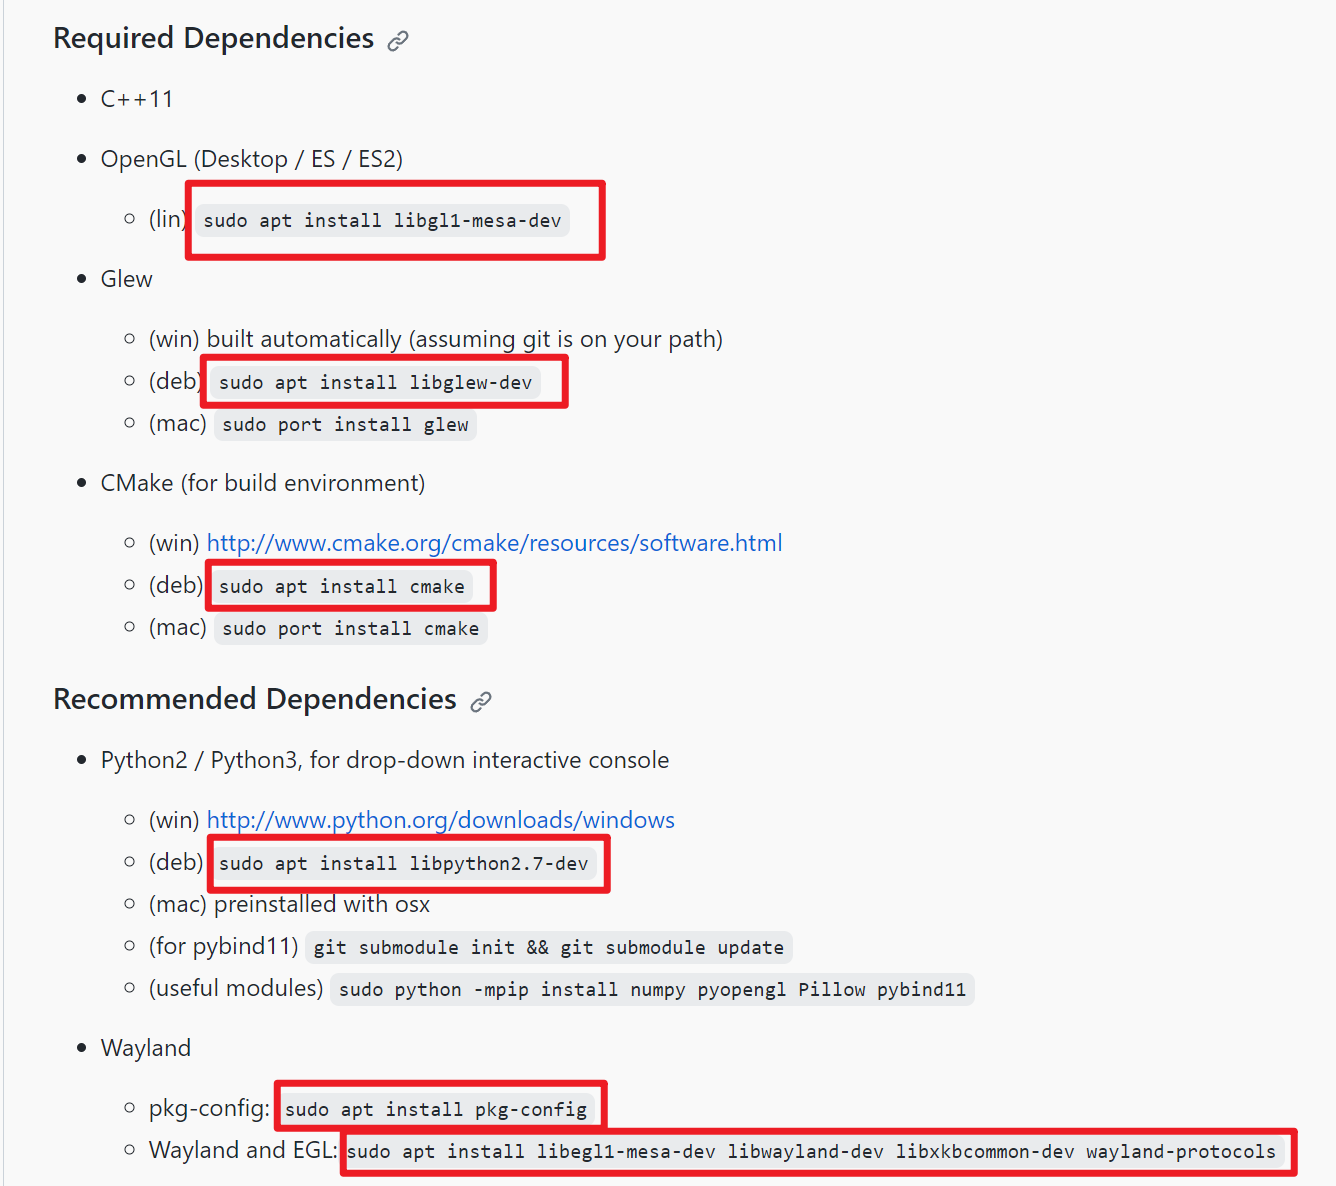 Required Dependencies
C++11
OpenGL (Desktop / ES / ES2)
(lin) sudo apt install libgl1-mesa-dev
Glew
(win) built automatically (assuming git is on your path)
(deb) sudo apt install libglew-dev
(mac) sudo port install glew
CMake (for build environment)
(win) http://www.cmake.org/cmake/resources/software.html
(deb) sudo apt install cmake
(mac) sudo port install cmake
Recommended Dependencies
Python2 / Python3, for drop-down interactive console
(win) http://www.python.org/downloads/windows
(deb) sudo apt install libpython2.7-dev
(mac) preinstalled with osx
(for pybind11) git submodule init && git submodule update
(useful modules) sudo python -mpip install numpy pyopengl Pillow pybind11
Wayland
pkg-config: sudo apt install pkg-config
Wayland and EGL: sudo apt install libegl1-mesa-dev libwayland-dev libxkbcommon-dev wayland-protocols